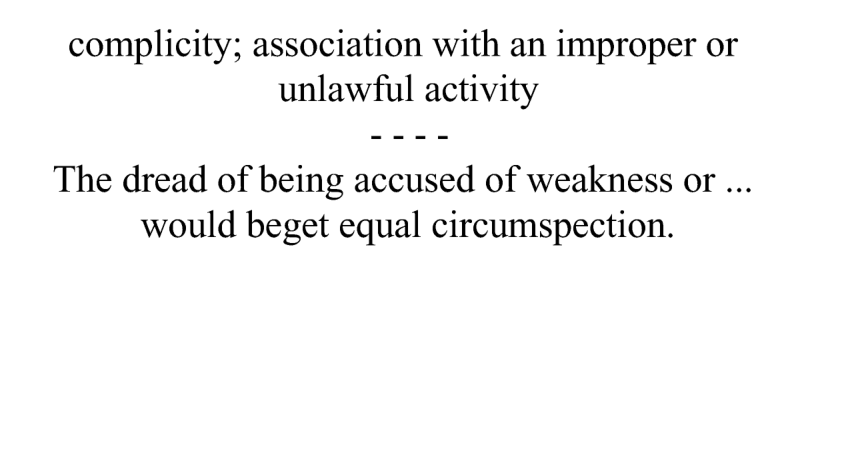 complicity; association with an improper or
unlawful activity
- - - -
The dread of being accused of weakness or ...
would beget equal circumspection.